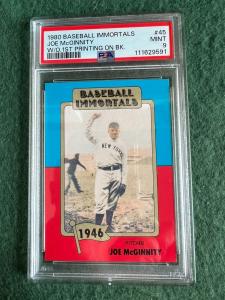 1980 BASEBALL IMMORTALS #45
JOE McGINNITY MINT
W/O 1ST PRINTING ON BK. 9
PSA 111629591
BASEBALL
IMMORTALS
NEW YORK
1946
PITCHER
JOE McGINNITY